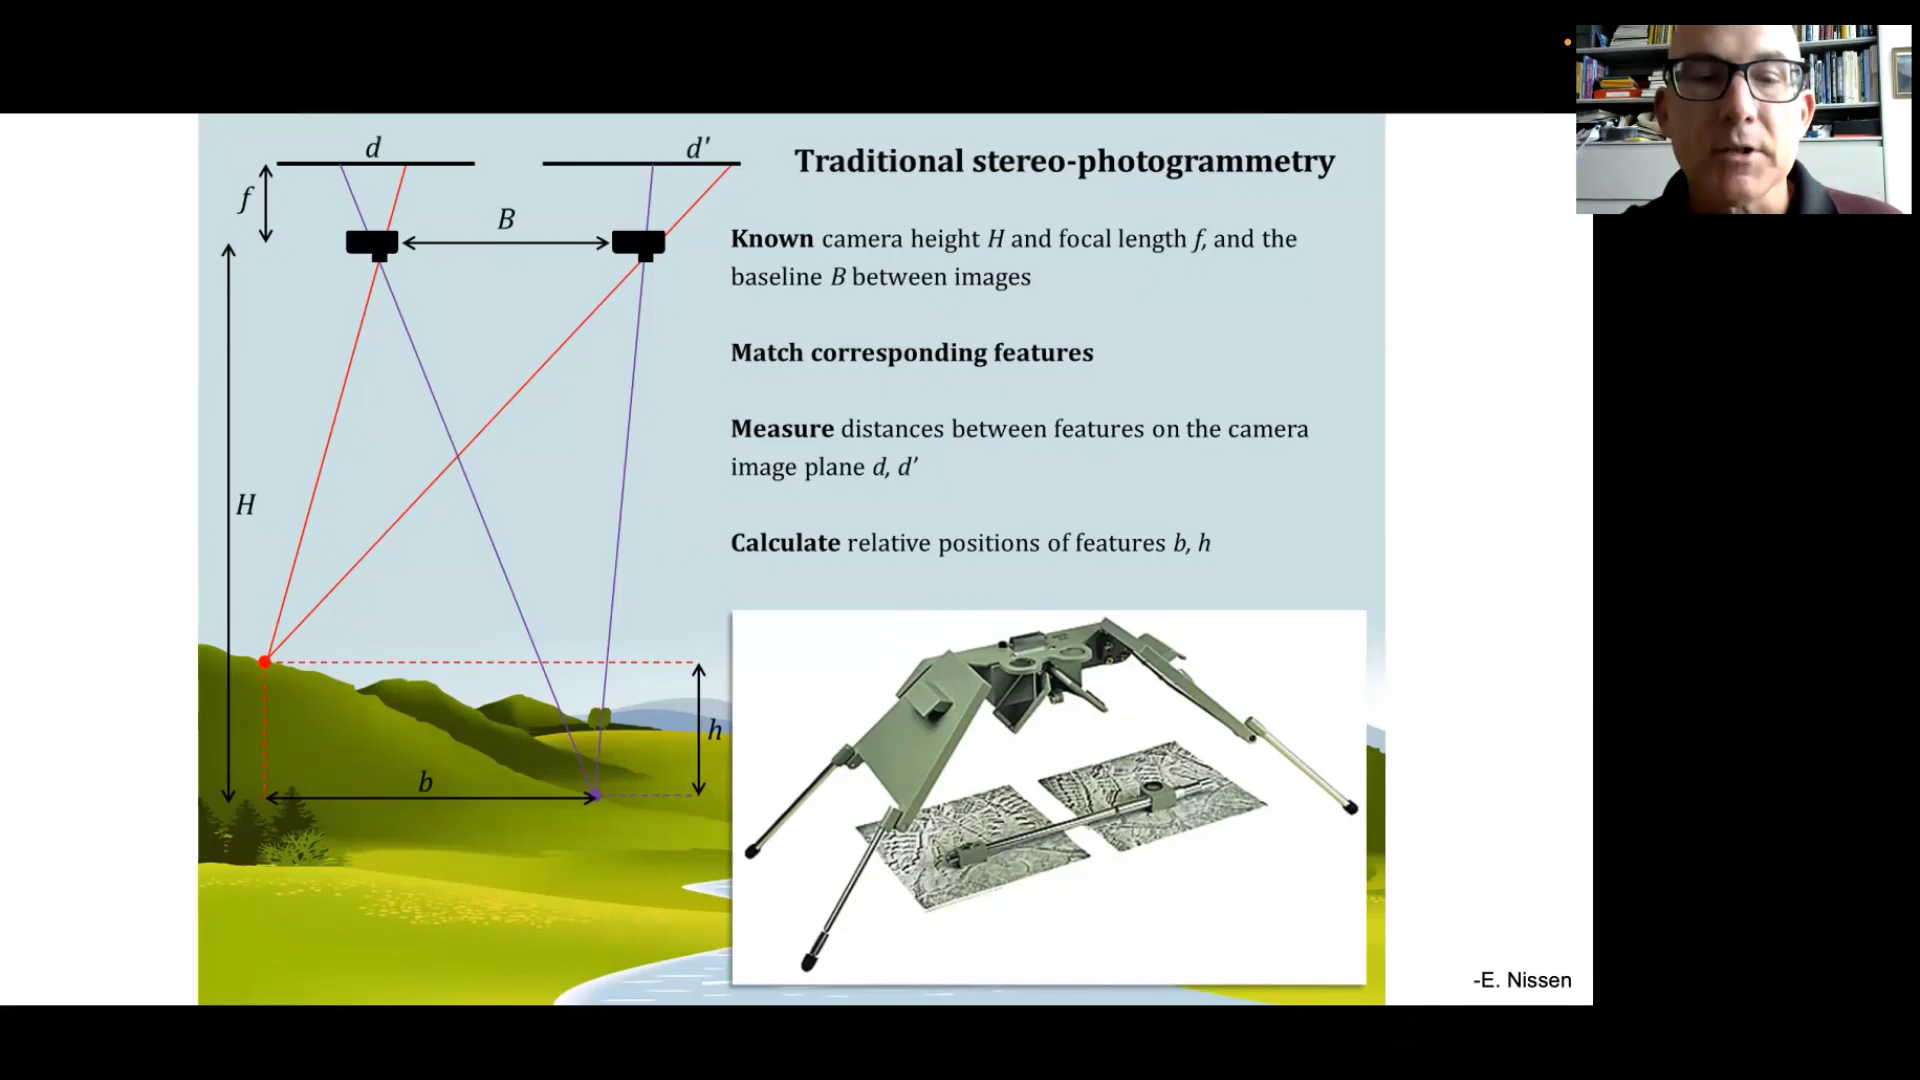 d
d′
Traditional stereo-photogrammetry
f
B
Known camera height H and focal length f, and the
baseline B between images
Match corresponding features
Measure distances between features on the camera
image plane d, d′
H
Calculate relative positions of features b, h
h
b
-E. Nissen